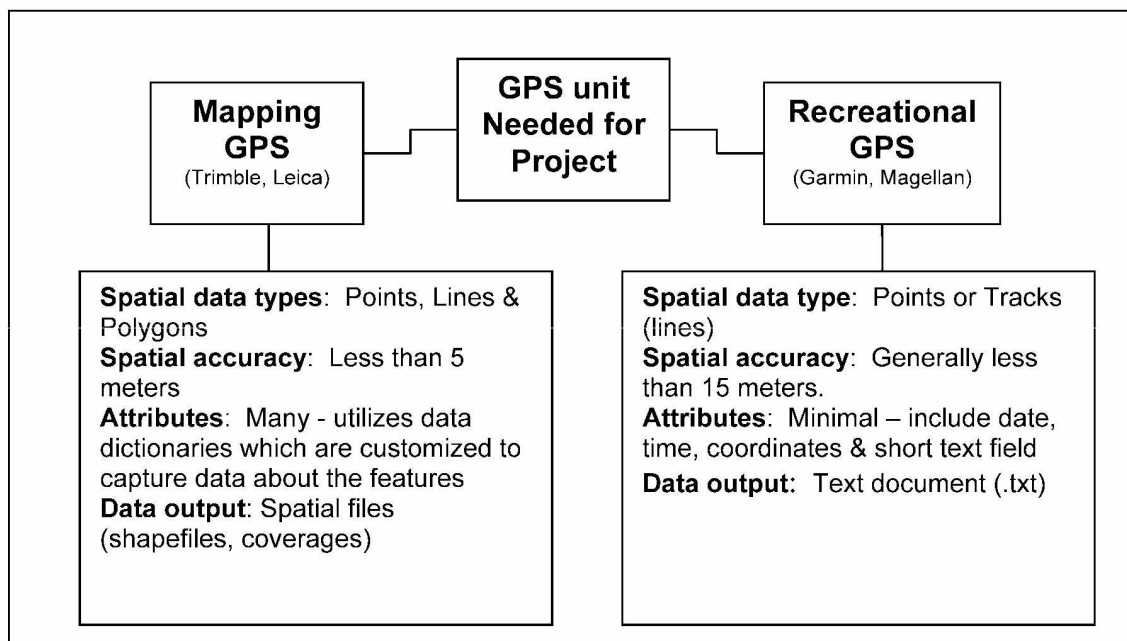 GPS unit
Needed for
Project
Mapping
GPS
(Trimble, Leica)
Recreational
GPS
(Garmin, Magellan)
Spatial data types:  Points, Lines &
Polygons
Spatial accuracy:  Less than 5
meters
Attributes:  Many - utilizes data
dictionaries which are customized to
capture data about the features
Data output: Spatial files
(shapefiles, coverages)
Spatial data type:  Points or Tracks
(lines)
Spatial accuracy:  Generally less
than 15 meters.
Attributes:  Minimal – include date,
time, coordinates & short text field
Data output:  Text document (.txt)